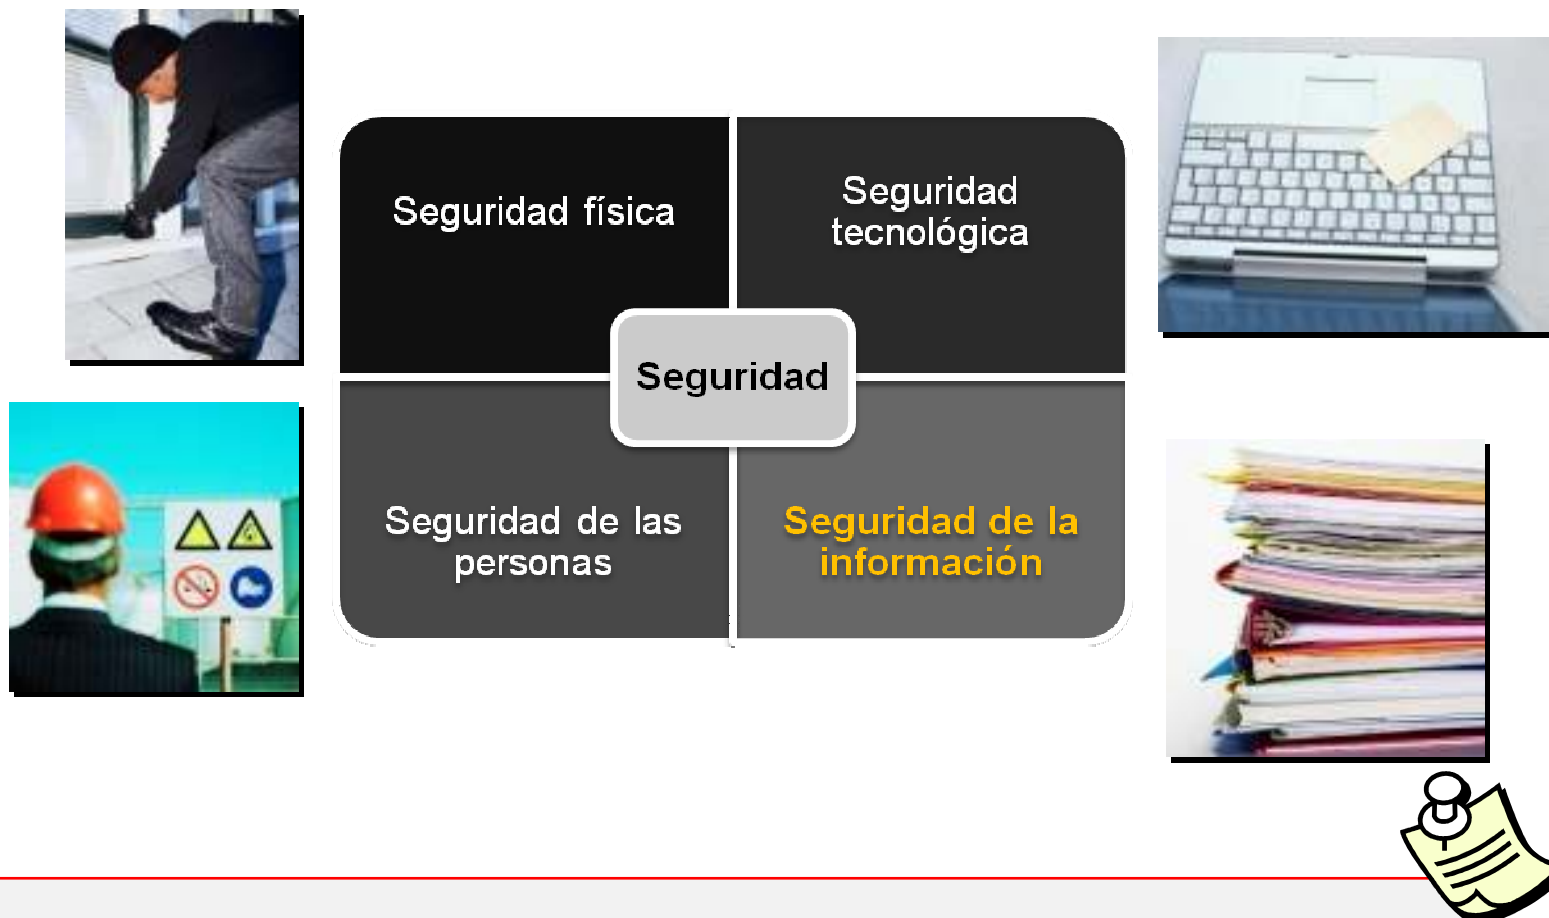 Seguridad física
Seguridad
tecnológica
Seguridad
Seguridad de las
personas
Seguridad de la
información